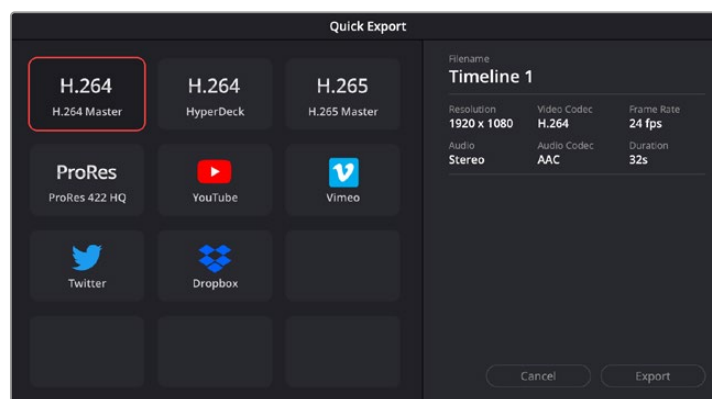 Quick Export
H.264
H.264 Master
H.264
HyperDeck
H.265
H.265 Master
ProRes
ProRes 422 HQ
YouTube
Vimeo
Twitter
Dropbox
Filename
Timeline 1
Resolution Video Codec Frame Rate
1920 x 1080 H.264 24 fps
Audio Audio Codec Duration
Stereo AAC 32s
Cancel Export